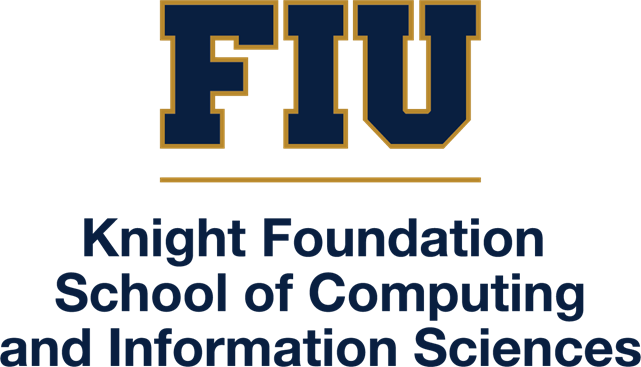 FIU
Knight Foundation
School of Computing
and Information Sciences